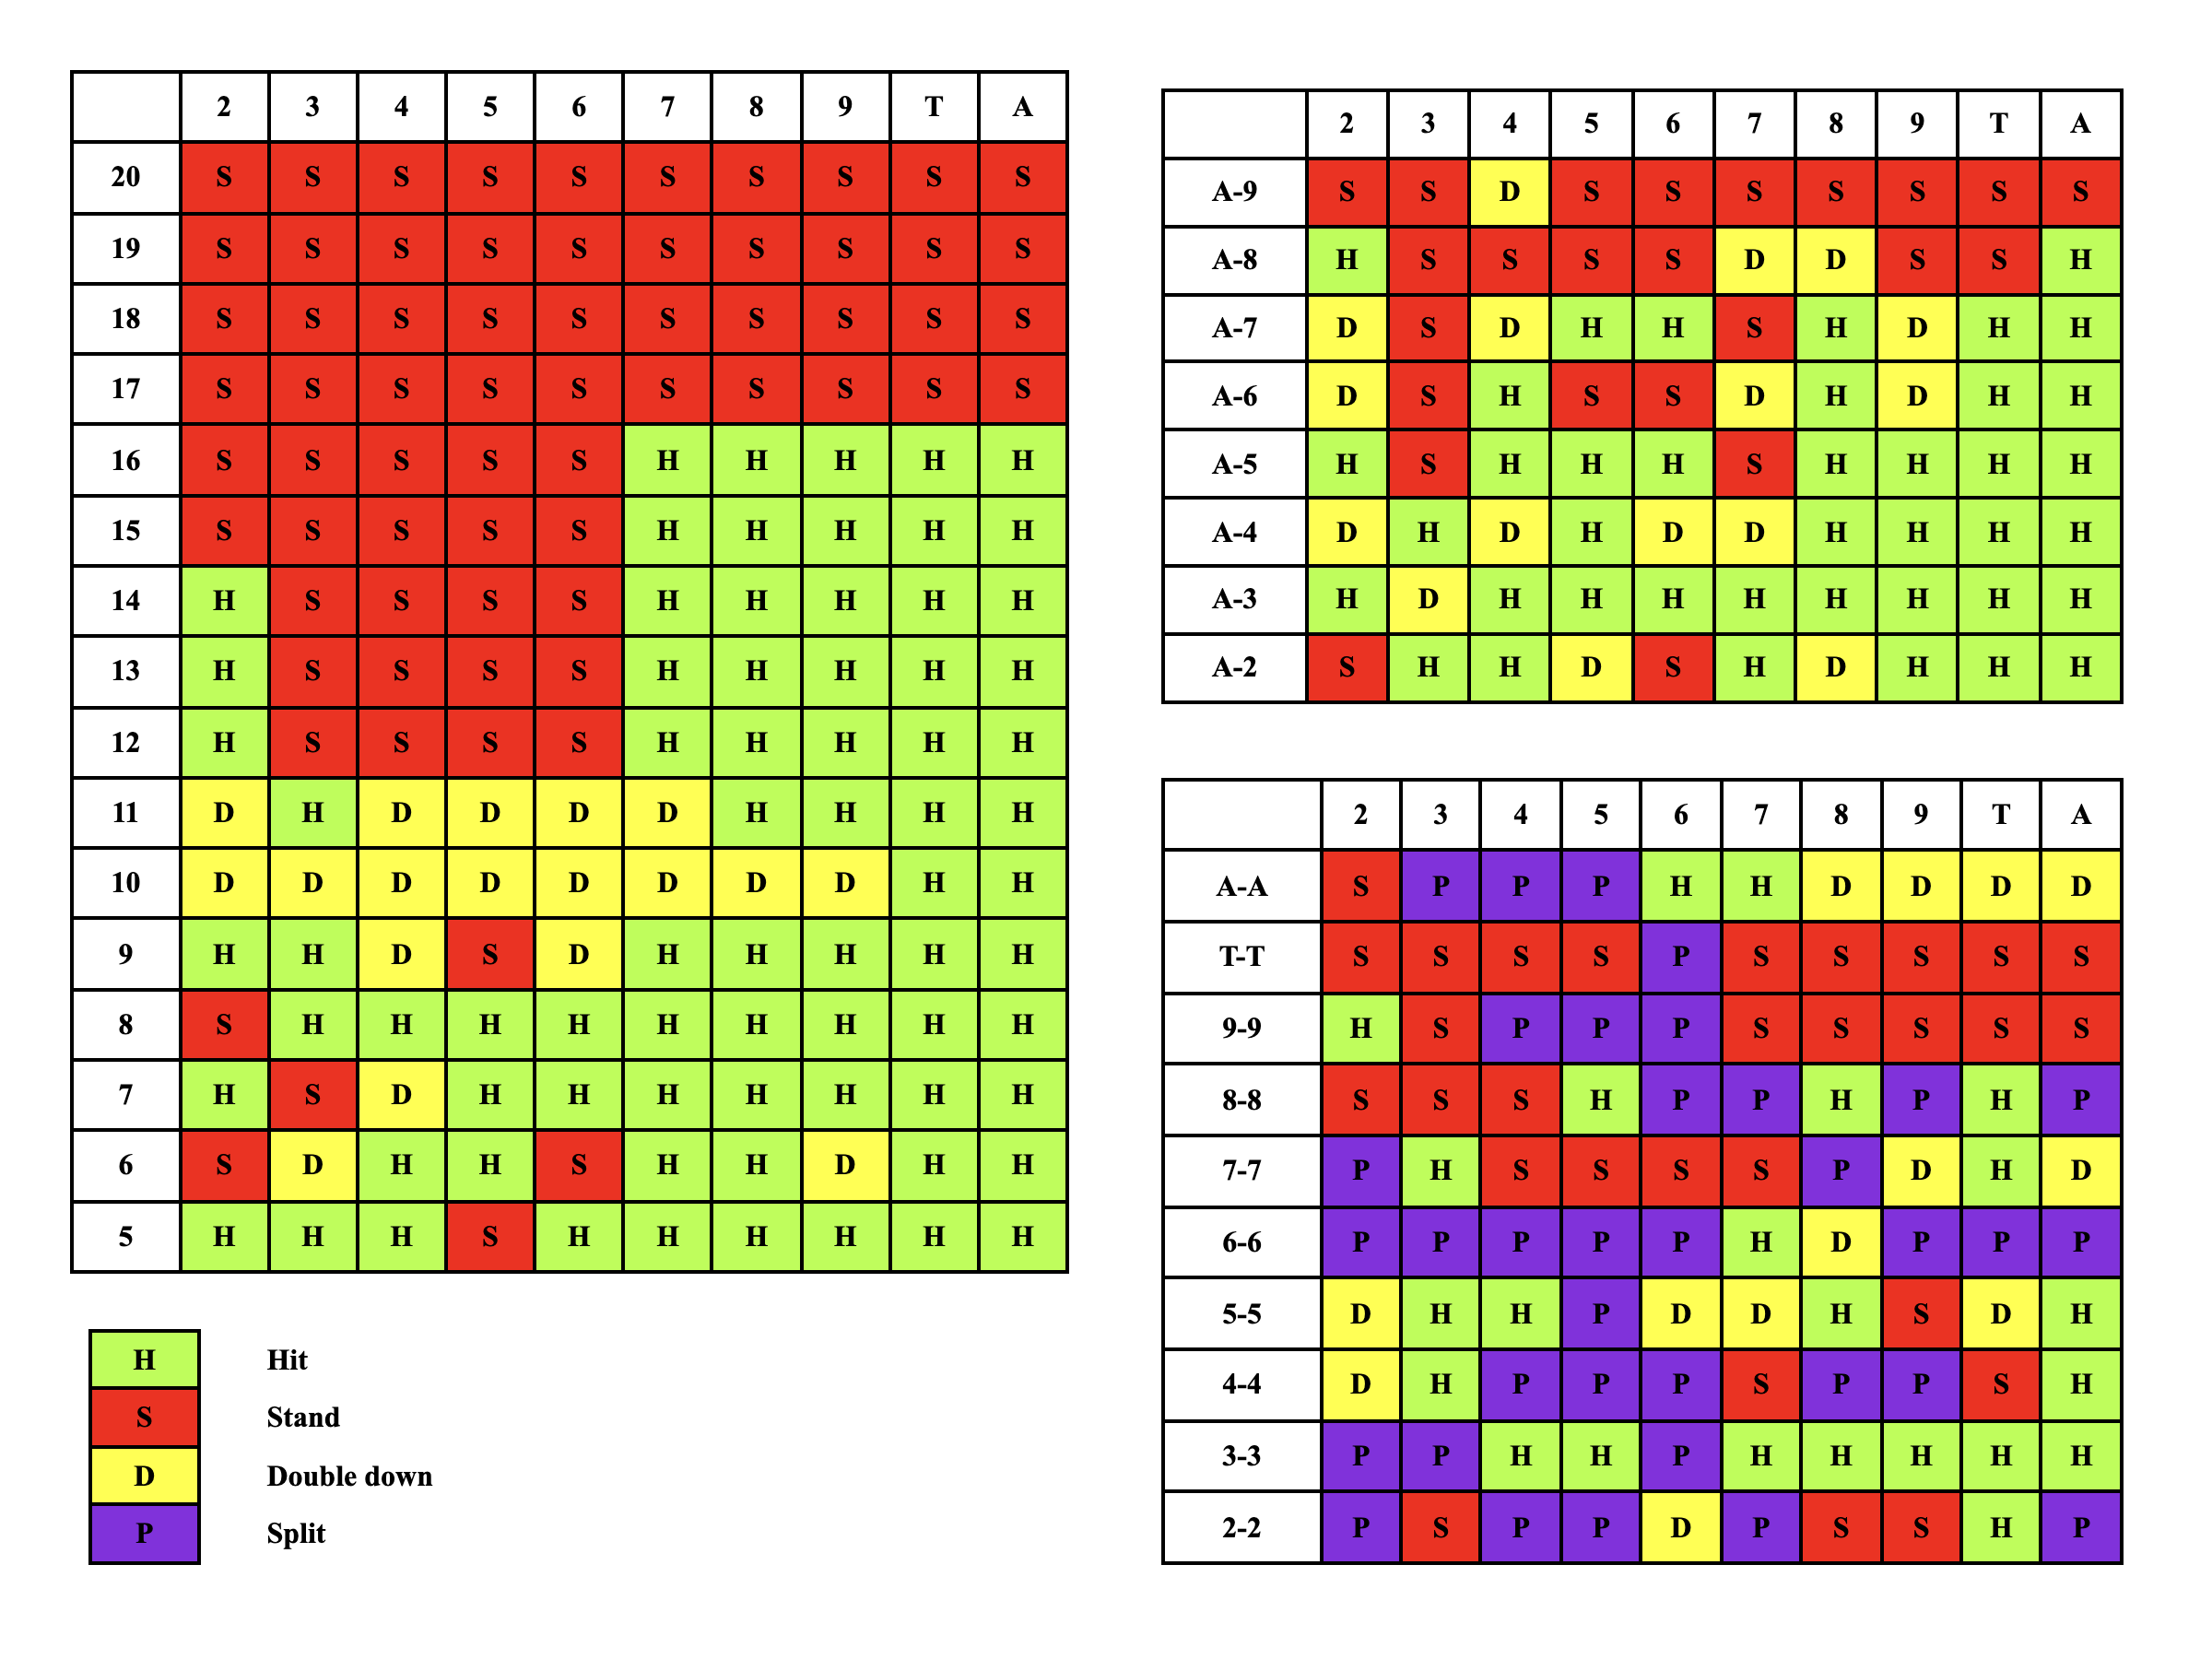 2 3 4 5 6 7 8 9 T A
20 S S S S S S S S S S
19 S S S S S S S S S S
18 S S S S S S S S S S
17 S S S S S S S S S S
16 S S S S S H H H H H
15 S S S S S H H H H H
14 H S S S S H H H H H
13 H S S S S H H H H H
12 H S S S S H H H H H
11 D H D D D D H H H H
10 D D D D D D D D H H
9 H H D S D H H H H H
8 S H H H H H H H H H
7 H S D H H H H H H H
6 S D H H S H H D H H
5 H H H S H H H H H H
H Hit
S Stand
D Double down
P Split
2 3 4 5 6 7 8 9 T A
A-9 S S D S S S S S S S
A-8 H S S S S D D S S H
A-7 D S D H H S H D H H
A-6 D S H S S D H D H H
A-5 H S H H H S H H H H
A-4 D H D H D D H H H H
A-3 H D H H H H H H H H
A-2 S H H D S H D H H H
2 3 4 5 6 7 8 9 T A
A-A S P P P H H D D D D
T-T S S S S P S S S S S
9-9 H S P P P S S S S S
8-8 S S S H P P H P H P
7-7 P H S S S S P D H D
6-6 P P P P P H D P P P
5-5 D H H P D D H S D H
4-4 D H P P P S P P S H
3-3 P P H H P H H H H H
2-2 P S P P D P S S H P